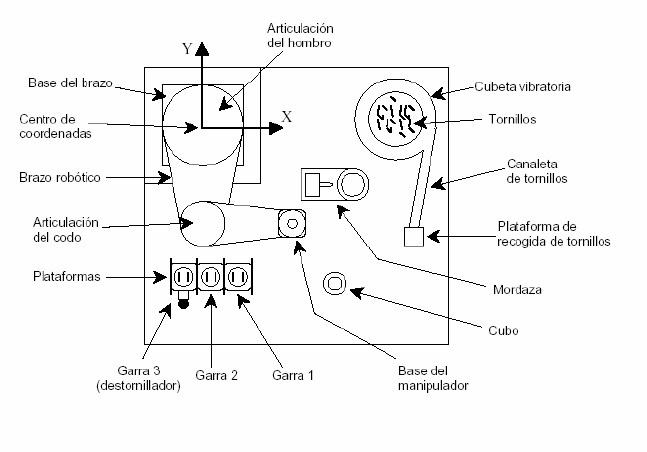 Articulación
del hombro
Y
Base del brazo
Cubeta vibratoria
Centro de
coordenadas
X
Tornillos
Brazo robótico
Canaleta
de tornillos
Articulación
del codo
Plataforma de
recogida de tornillos
Plataformas
Mordaza
Cubo
Garra 3
(destornillador)
Garra 2
Garra 1
Base del
manipulador